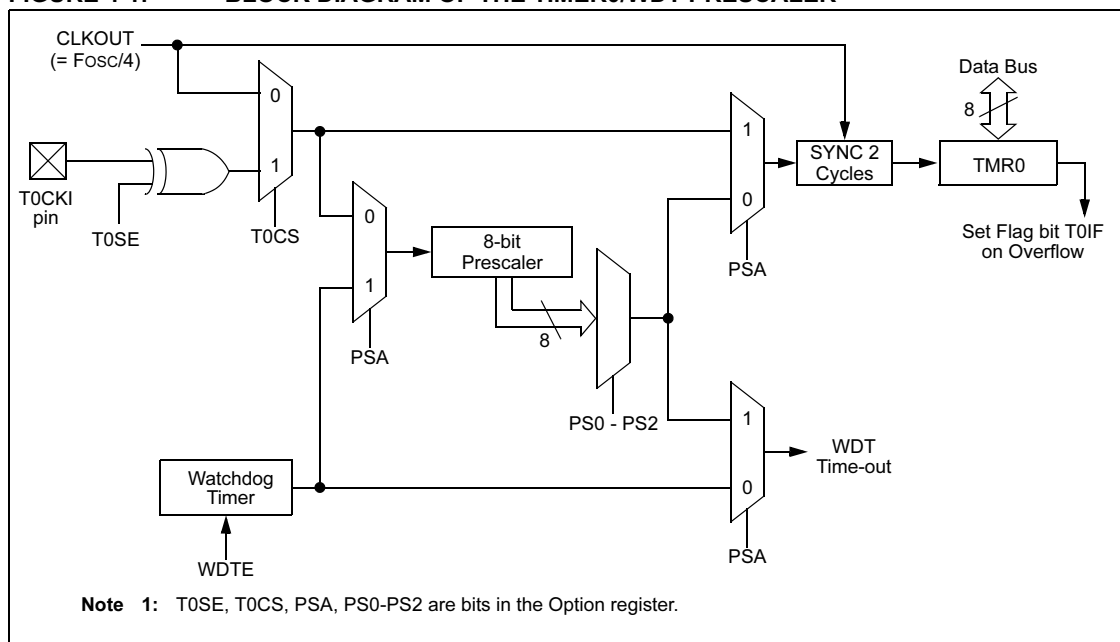 FIGURE 4-1: BLOCK DIAGRAM OF THE TIMER0/WDT PRESCALER
CLKOUT
(= FOSC/4)
Data Bus
8
0
1
T0CKI
pin
T0SE
T0CS
0
1
PSA
8-bit
Prescaler
8
PS0 - PS2
1
0
PSA
SYNC 2
Cycles
TMR0
Set Flag bit T0IF
on Overflow
Watchdog
Timer
WDTE
1
0
PSA
WDT
Time-out
Note 1: T0SE, T0CS, PSA, PS0-PS2 are bits in the Option register.